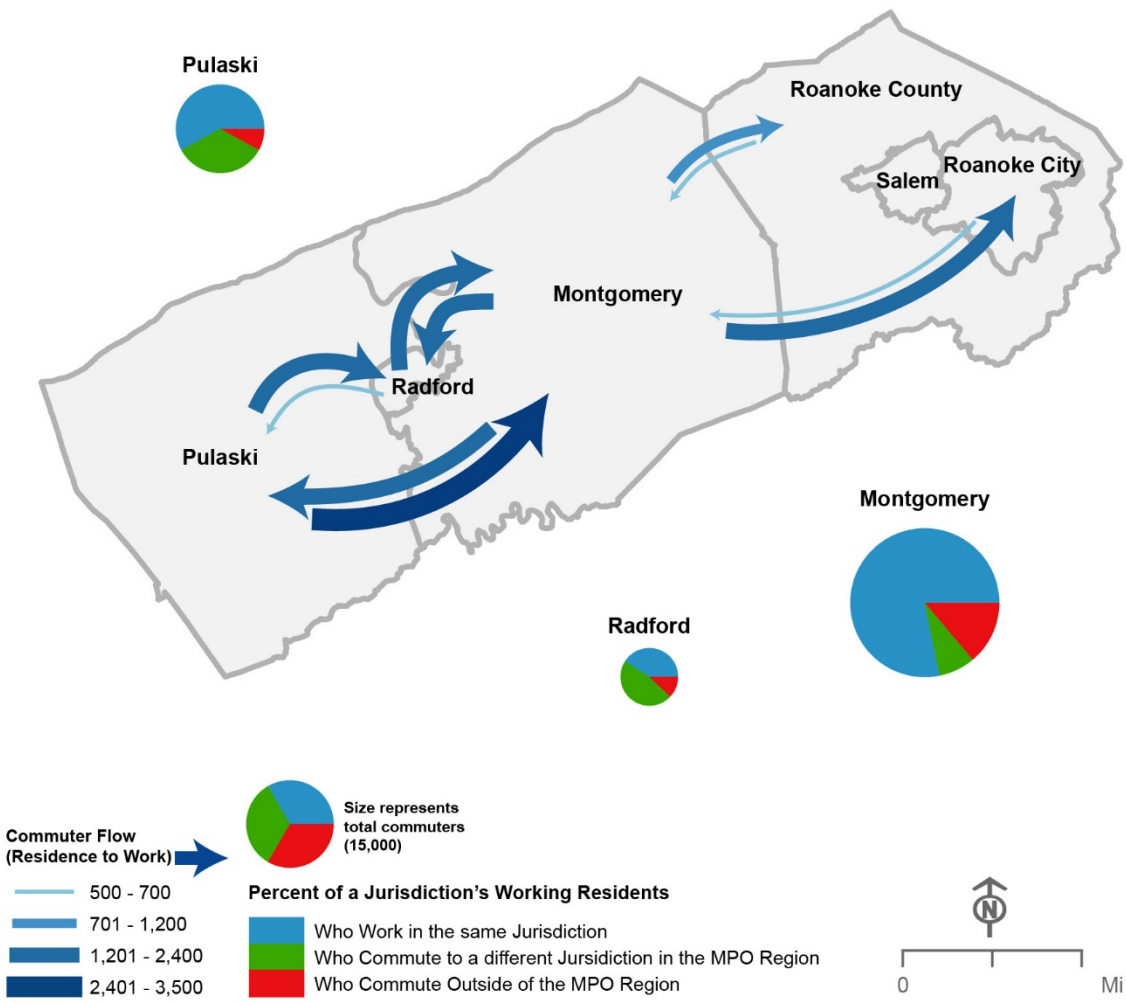 Pulaski
Roanoke County
Roanoke City
Salem
Montgomery
Radford
Pulaski
Montgomery
Radford
Size represents
total commuters
(15,000)
Commuter Flow
(Residence to Work)
500 - 700
701 - 1,200
1,201 - 2,400
2,401 - 3,500
Percent of a Jurisdiction's Working Residents
Who Work in the same Jurisdiction
Who Commute to a different Jursidiction in the MPO Region
Who Commute Outside of the MPO Region
N
0
Mi